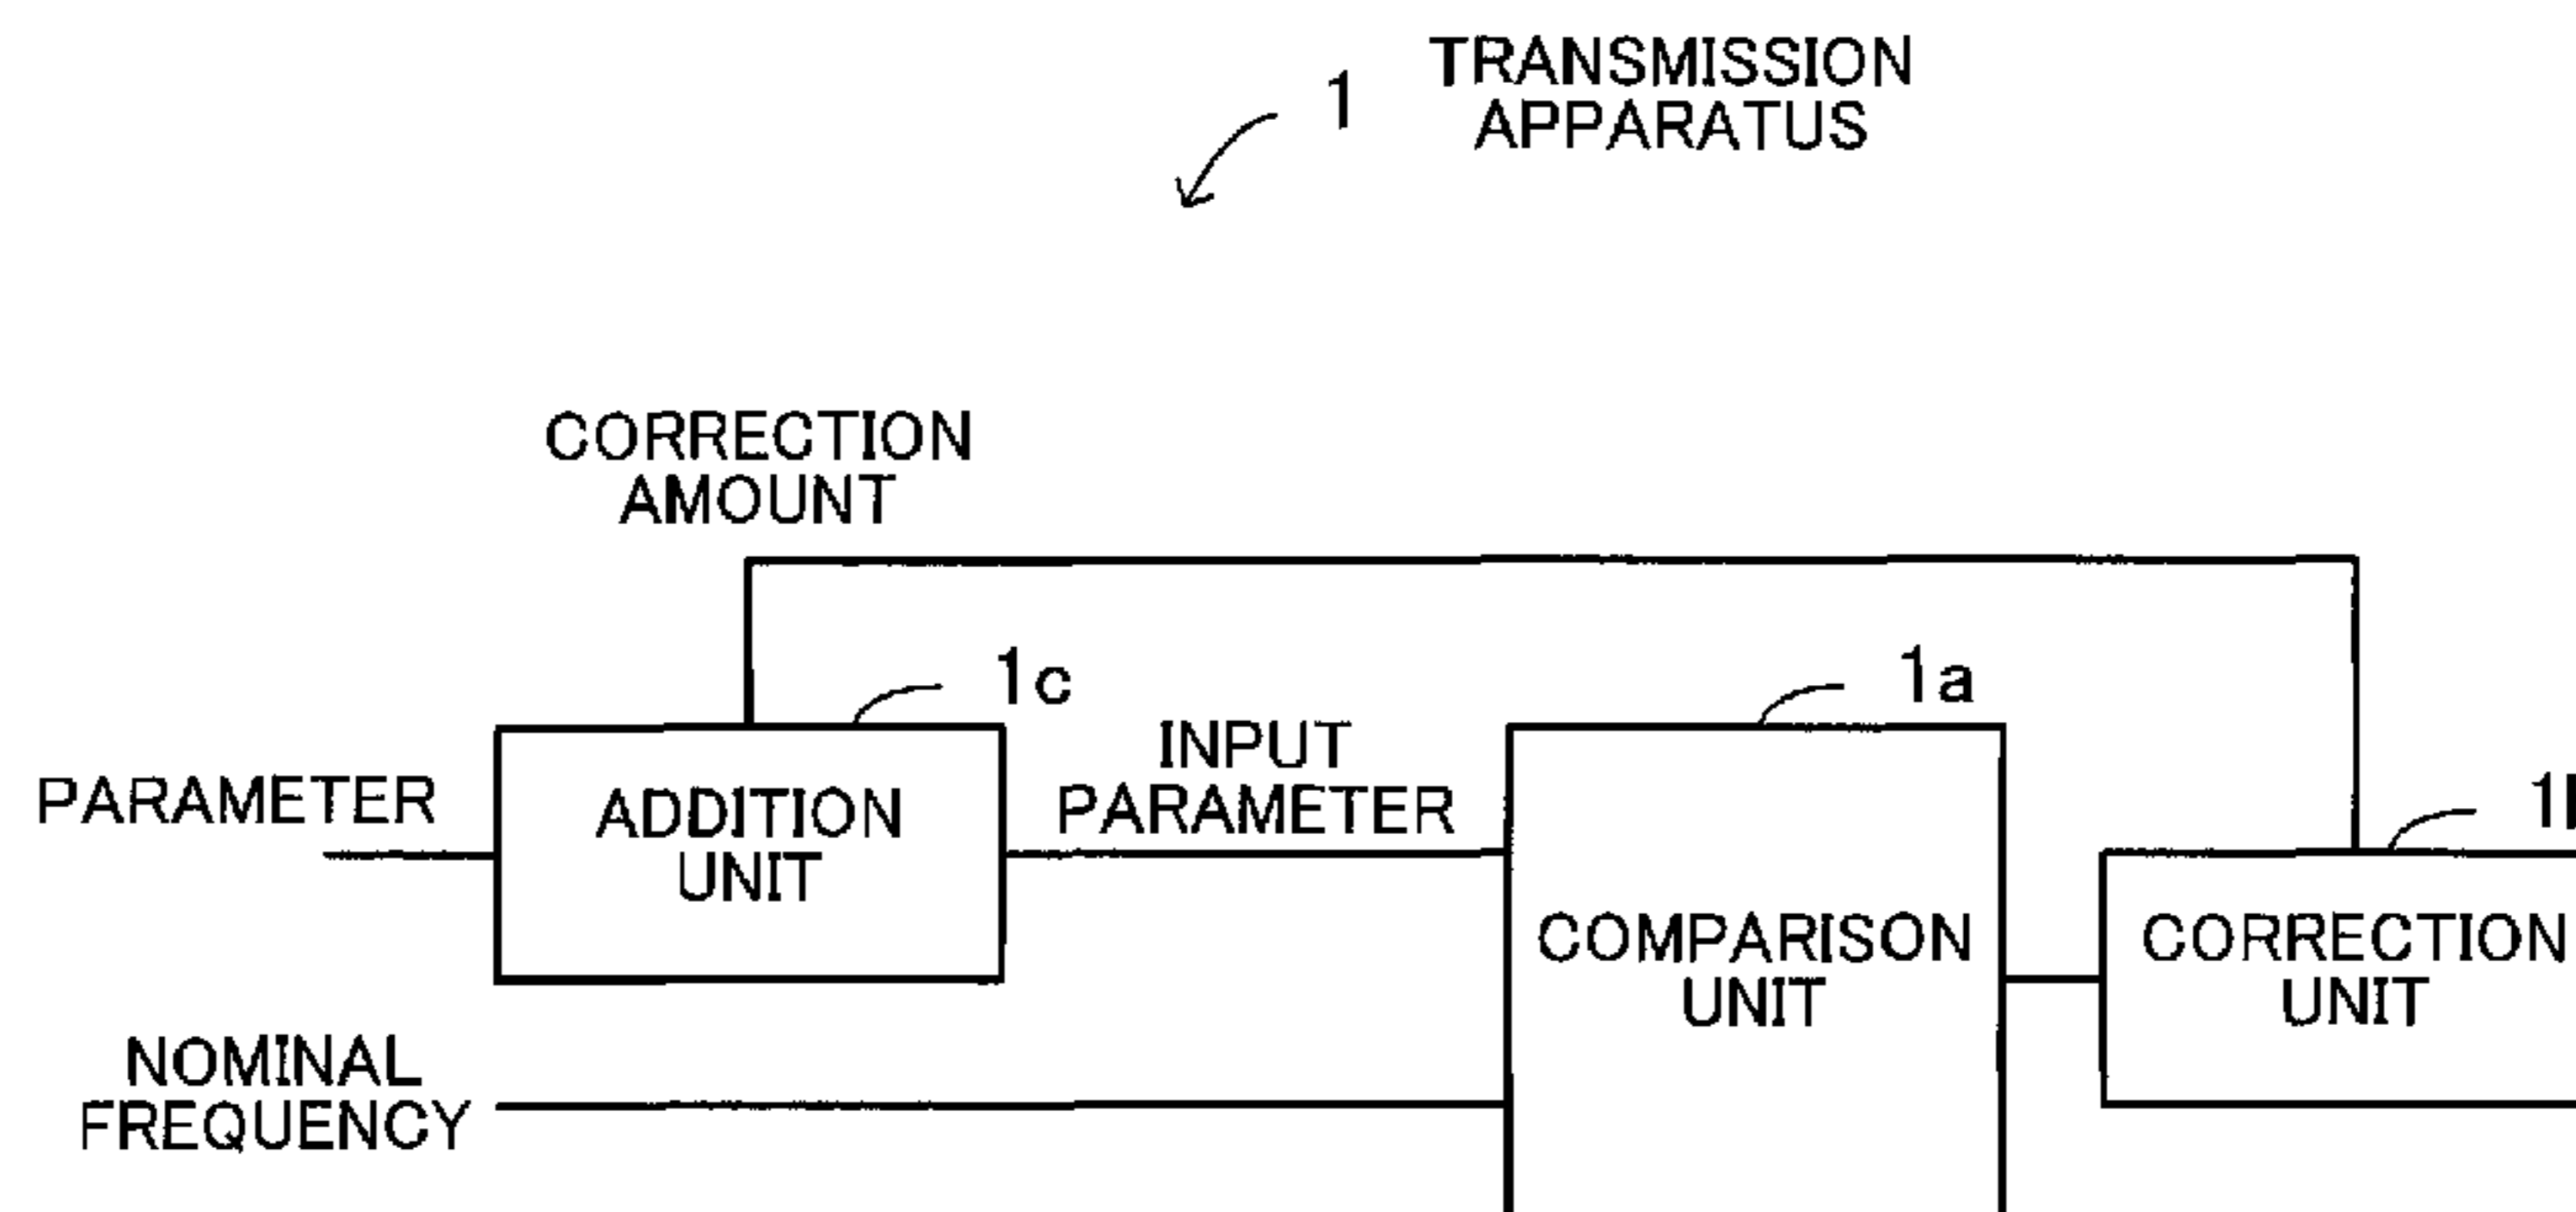 1
TRANSMISSION
APPARATUS
CORRECTION
AMOUNT
1c
1a
PARAMETER
ADDITION
UNIT
INPUT
PARAMETER
COMPARISON
UNIT
CORRECTION
UNIT
NOMINAL
FREQUENCY